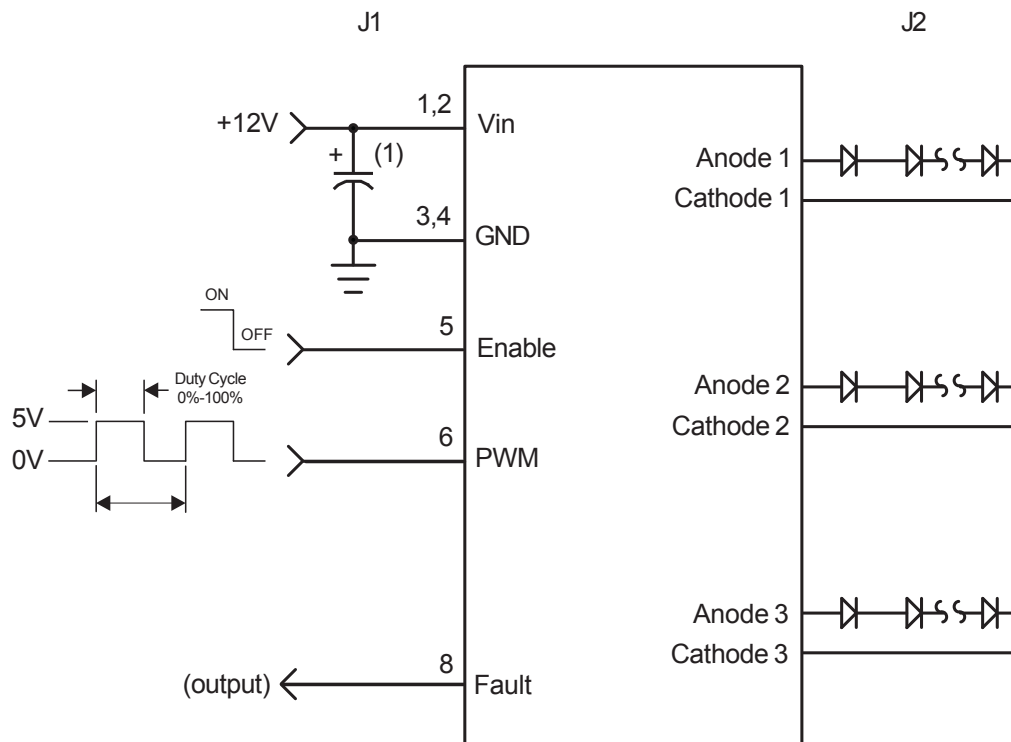 J1
J2
+12V
1,2
Vin
+ (1)
3,4
GND
ON
OFF
5
Enable
Duty Cycle
0%-100%
5V
0V
6
PWM
(output)
8
Fault
Anode 1
Cathode 1
Anode 2
Cathode 2
Anode 3
Cathode 3